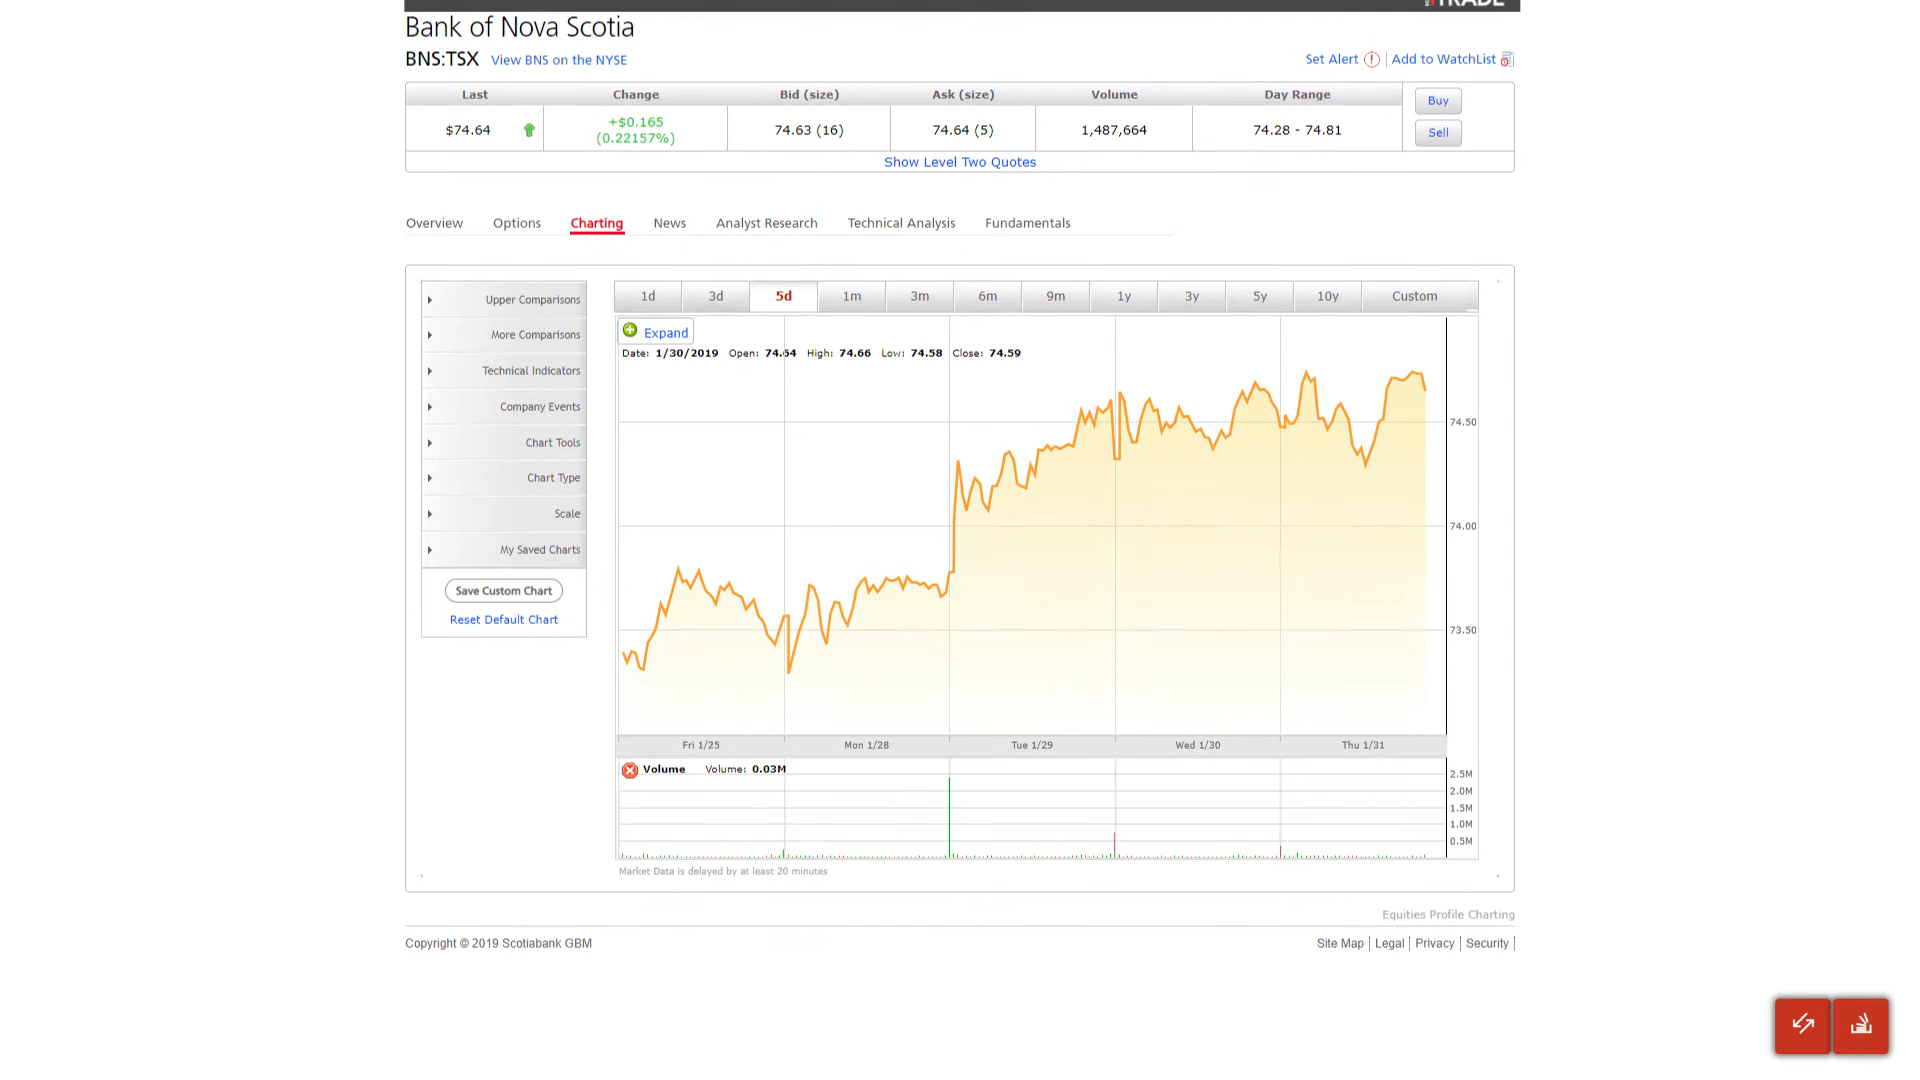 TRADE
Bank of Nova Scotia
BNS:TSX View BNS on the NYSE
Set Alert Add to WatchList
Last Change Bid (size) Ask (size) Volume Day Range
Buy
+$0.165
$74.64 74.63 (16) 74.64 (5) 1,487,664 74.28 - 74.81
(0.22157%)
Sell
Show Level Two Quotes
Overview Options Charting News Analyst Research Technical Analysis Fundamentals
1d 3d 5d 1m 3m 6m 9m 1y 3y 5y 10y Custom
Upper Comparisons
More Comparisons
Technical Indicators
Company Events
Chart Tools
Chart Type
Scale
My Saved Charts
Save Custom Chart
Reset Default Chart
Expand
Date: 1/30/2019 Open: 74.64 High: 74.66 Low: 74.58 Close: 74.59
74.50
74.00
73.50
Fri 1/25 Mon 1/28 Tue 1/29 Wed 1/30 Thu 1/31
Volume Volume: 0.03M
2.5M
2.0M
1.5M
1.0M
0.5M
Market Data is delayed by at least 20 minutes
Equities Profile Charting
Copyright © 2019 Scotiabank GBM
Site Map Legal Privacy Security